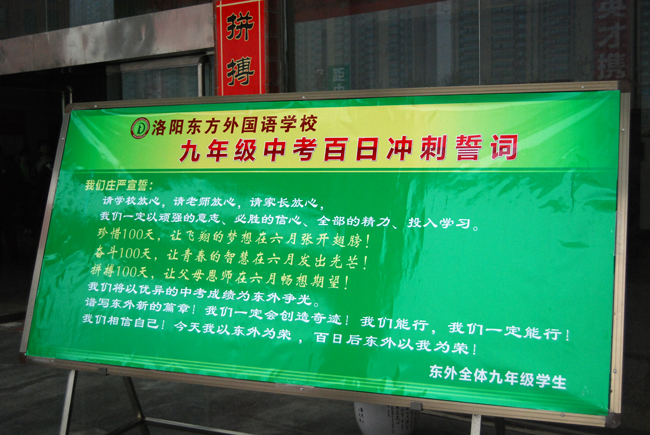 拼搏
洛阳东方外国语学校
九年级中考百日冲刺誓词
我们庄严宣誓：
请学校放心，请老师放心，请家长放心，
我们一定以顽强的意志、必胜的信心、全部的精力、投入学习。
珍惜100天，让飞翔的梦想在六月张开翅膀！
奋斗100天，让青春的智慧在六月发出光芒！
拼搏100天，让父母恩师在六月畅想期望！
我们将以优异的中考成绩为东外争光。
谱写东外新的篇章！我们一定会创造奇迹！我们能行，我们一定能行！
我们相信自己！今天我以东外为荣，百日后东外以我为荣！
东外全体九年级学生
英才携
距中